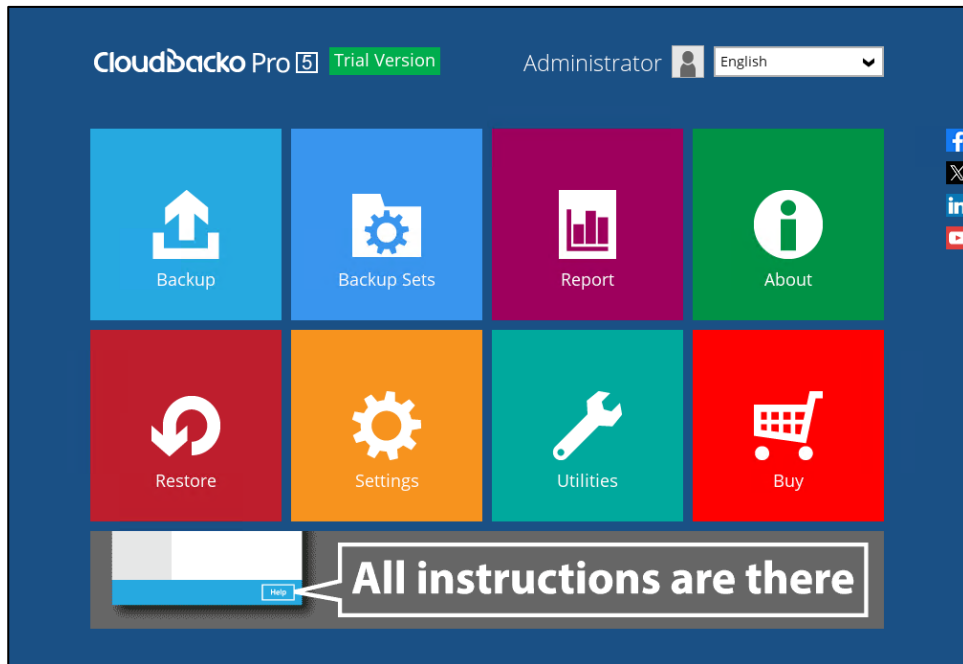 CloudBacko Pro 5 Trial Version
Administrator English
Backup Backup Sets Report About
Restore Settings Utilities Buy
Help
All instructions are there